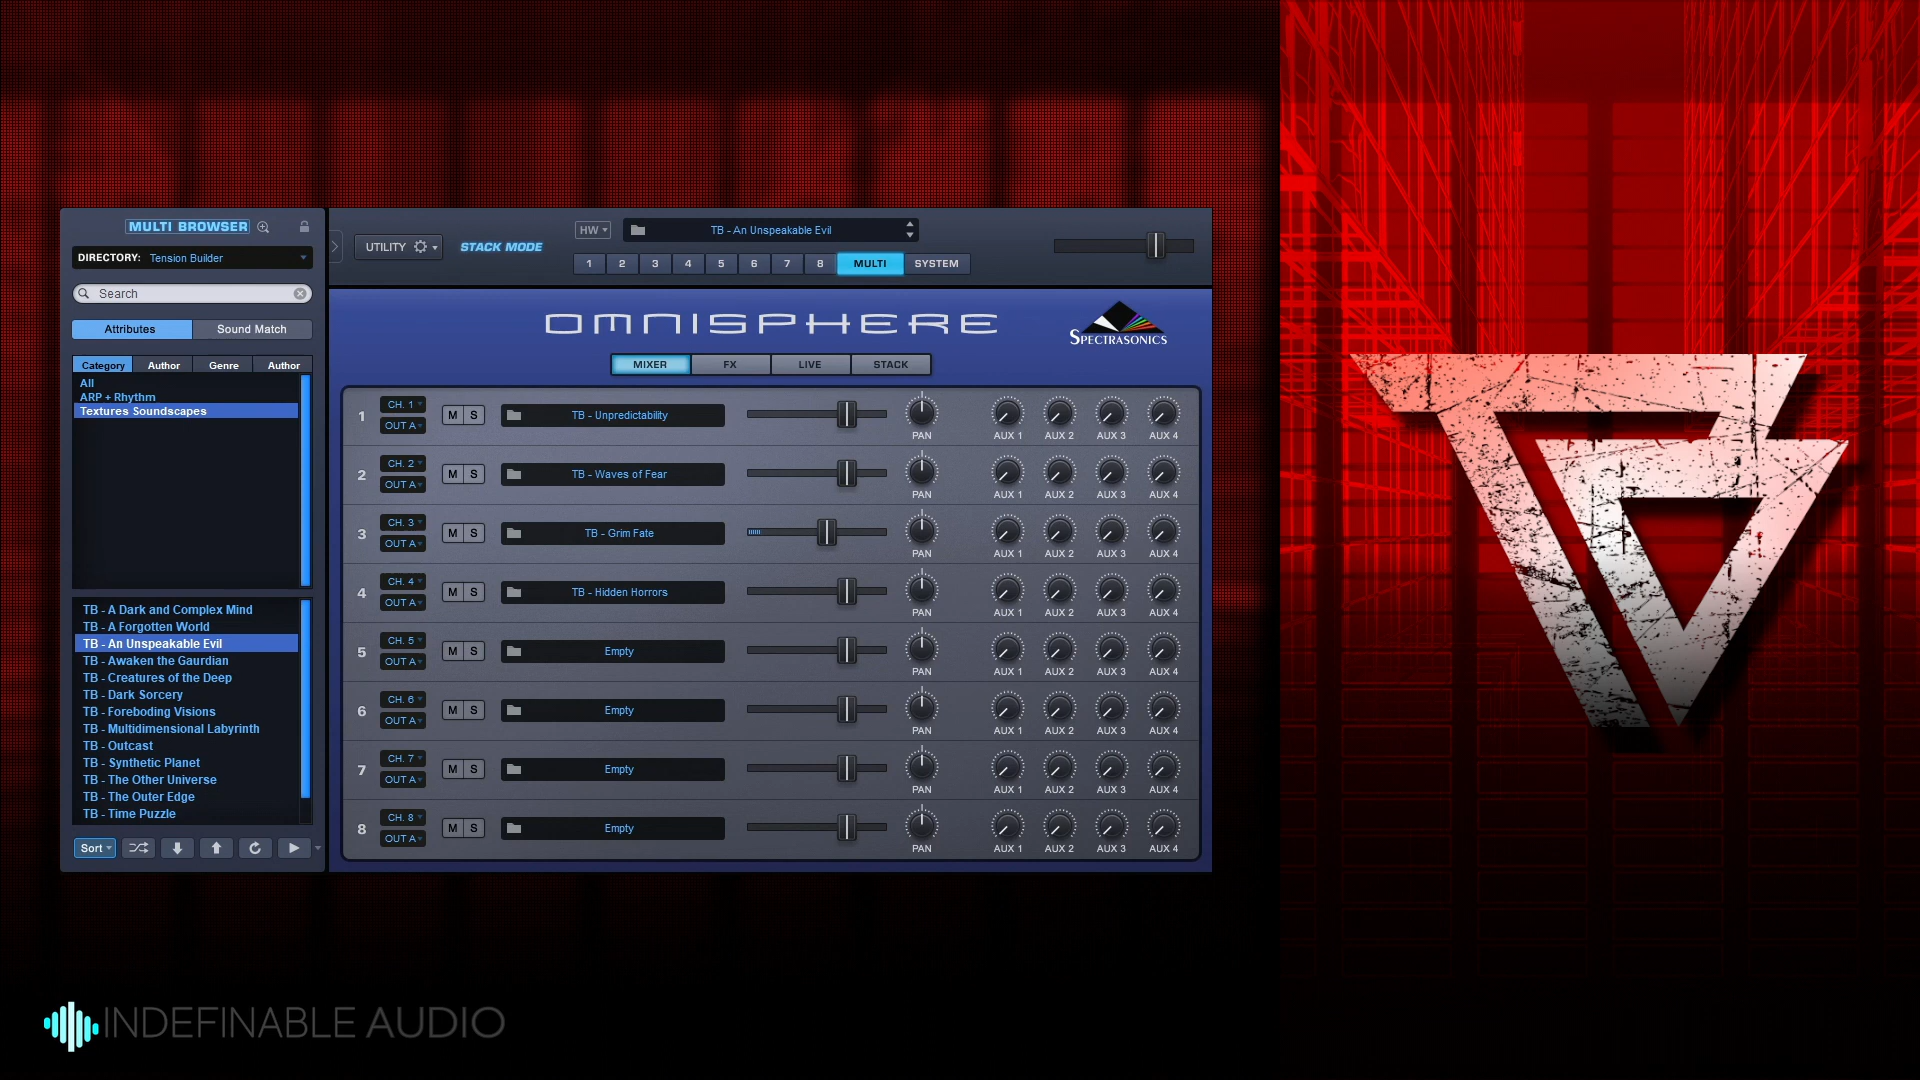 MULTI BROWSER
DIRECTORY: Tension Builder
Search
Attributes Sound Match
Category Author Genre Author
All
ARP + Rhythm
Textures Soundscapes
TB - A Dark and Complex Mind
TB - A Forgotten World
TB - An Unspeakable Evil
TB - Awaken the Gaurdian
TB - Creatures of the Deep
TB - Dark Sorcery
TB - Foreboding Visions
TB - Multidimensional Labyrinth
TB - Outcast
TB - Synthetic Planet
TB - The Other Universe
TB - The Outer Edge
TB - Time Puzzle
Sort
UTILITY STACK MODE
HW TB - An Unspeakable Evil
1 2 3 4 5 6 7 8 MULTI SYSTEM
OMNISPHERE
SPECTRASONICS
MIXER FX LIVE STACK
1 CH. 1 OUT A M S TB - Unpredictability PAN AUX 1 AUX 2 AUX 3 AUX 4
2 CH. 2 OUT A M S TB - Waves of Fear PAN AUX 1 AUX 2 AUX 3 AUX 4
3 CH. 3 OUT A M S TB - Grim Fate PAN AUX 1 AUX 2 AUX 3 AUX 4
4 CH. 4 OUT A M S TB - Hidden Horrors PAN AUX 1 AUX 2 AUX 3 AUX 4
5 CH. 5 OUT A M S Empty PAN AUX 1 AUX 2 AUX 3 AUX 4
6 CH. 6 OUT A M S Empty PAN AUX 1 AUX 2 AUX 3 AUX 4
7 CH. 7 OUT A M S Empty PAN AUX 1 AUX 2 AUX 3 AUX 4
8 CH. 8 OUT A M S Empty PAN AUX 1 AUX 2 AUX 3 AUX 4
INDEFINABLE AUDIO